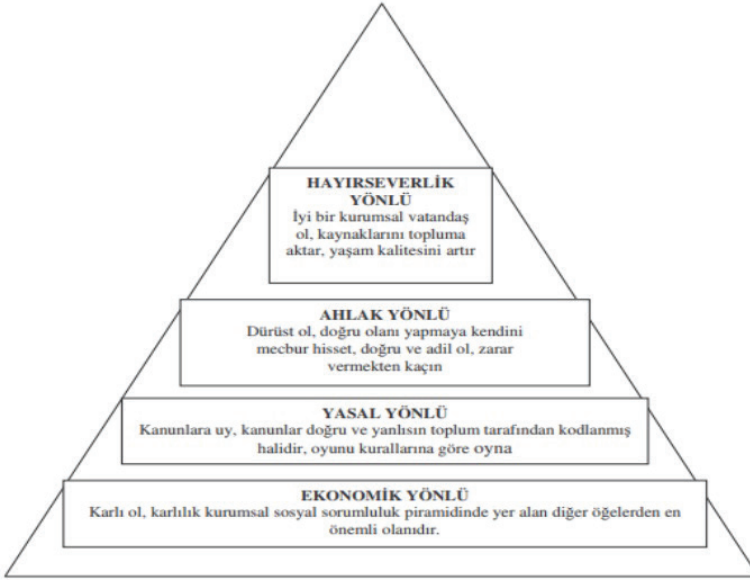 HAYIRSEVERLİK
YÖNLÜ
İyi bir kurumsal vatandaş
ol, kaynaklarını topluma
aktar, yaşam kalitesini artır
AHLAK YÖNLÜ
Dürüst ol, doğru olanı yapmaya kendini
mecbur hisset, doğru ve adil ol, zarar
vermekten kaçın
YASAL YÖNLÜ
Kanunlara uy, kanunlar doğru ve yanlısın toplum tarafından kodlanmış
halidir, oyunu kurallarına göre oyna
EKONOMİK YÖNLÜ
Karlı ol, karlılık kurumsal sosyal sorumluluk piramidinde yer alan diğer öğelerden en
önemli olanıdır.